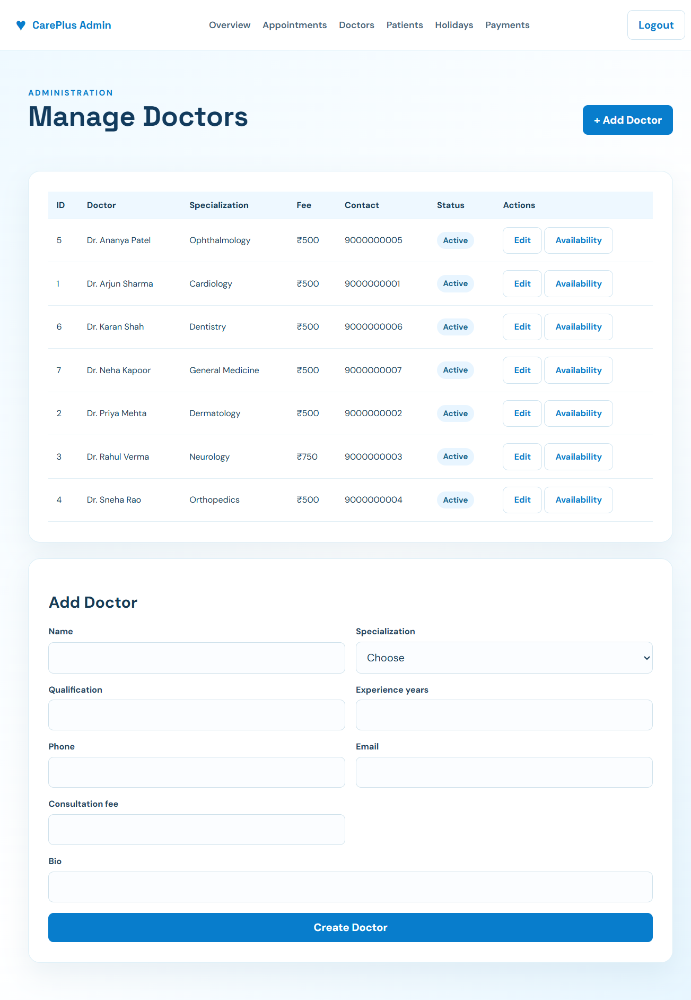 ♥ CarePlus Admin Overview Appointments Doctors Patients Holidays Payments Logout
ADMINISTRATION
Manage Doctors
+ Add Doctor
ID Doctor Specialization Fee Contact Status Actions
5 Dr. Ananya Patel Ophthalmology ₹500 9000000005 Active Edit Availability
1 Dr. Arjun Sharma Cardiology ₹500 9000000001 Active Edit Availability
6 Dr. Karan Shah Dentistry ₹500 9000000006 Active Edit Availability
7 Dr. Neha Kapoor General Medicine ₹500 9000000007 Active Edit Availability
2 Dr. Priya Mehta Dermatology ₹500 9000000002 Active Edit Availability
3 Dr. Rahul Verma Neurology ₹750 9000000003 Active Edit Availability
4 Dr. Sneha Rao Orthopedics ₹500 9000000004 Active Edit Availability
Add Doctor
Name Specialization
Choose
Qualification Experience years
Phone Email
Consultation fee
Bio
Create Doctor